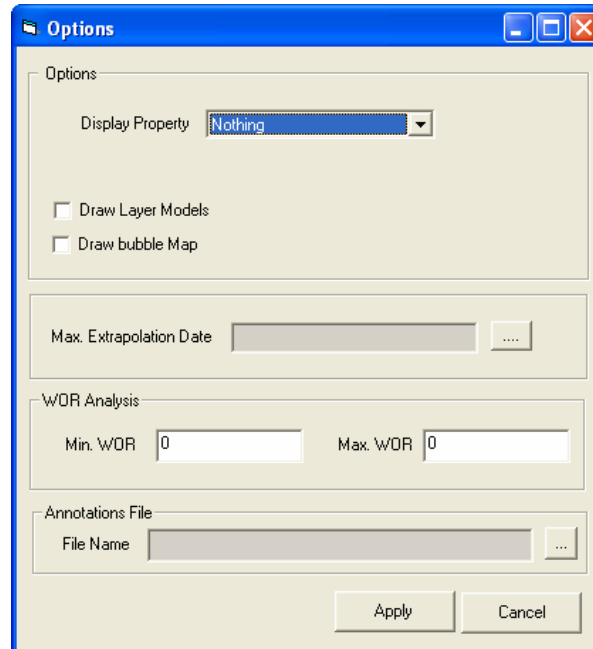 Options
Options
Display Property Nothing
Draw Layer Models
Draw bubble Map
Max. Extrapolation Date ....
WOR Analysis
Min. WOR 0 Max. WOR 0
Annotations File
File Name ...
Apply Cancel